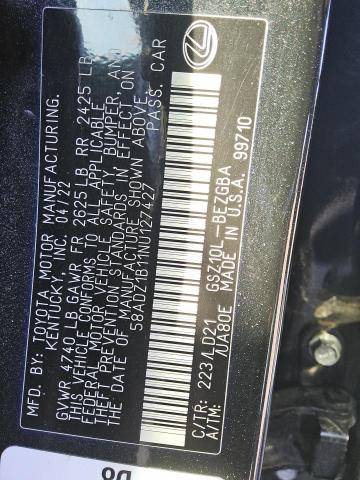 MFD. BY: TOYOTA MOTOR MANUFACTURING,
KENTUCKY, INC. 04/22
GVWR 4740 LB GAWR FR 2625 LB RR 2425 LB
THIS VEHICLE CONFORMS TO ALL APPLICABLE
FEDERAL MOTOR VEHICLE SAFETY, BUMPER, AND
THEFT PREVENTION STANDARDS IN EFFECT ON
THE DATE OF MANUFACTURE SHOWN ABOVE.
58ADZ1B11NU127427 PASS. CAR
C/TR: 223 /LD21 GSZ10L-BEZGBA
A/TM: /UA80E U.S.A. 99710